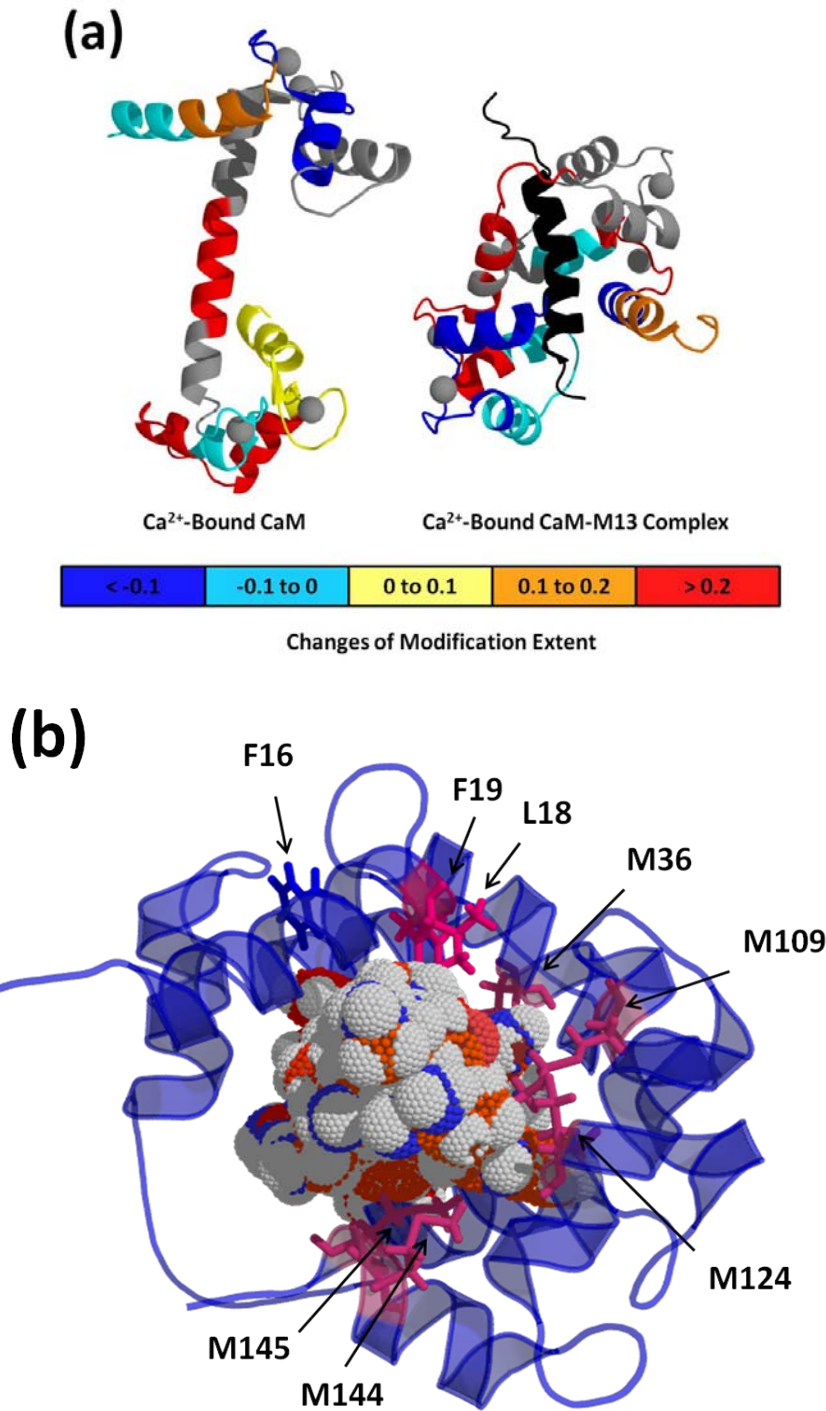 (a)
Ca²⁺-Bound CaM
Ca²⁺-Bound CaM-M13 Complex
< -0.1
-0.1 to 0
0 to 0.1
0.1 to 0.2
> 0.2
Changes of Modification Extent
(b)
F16
F19
L18
M36
M109
M124
M145
M144